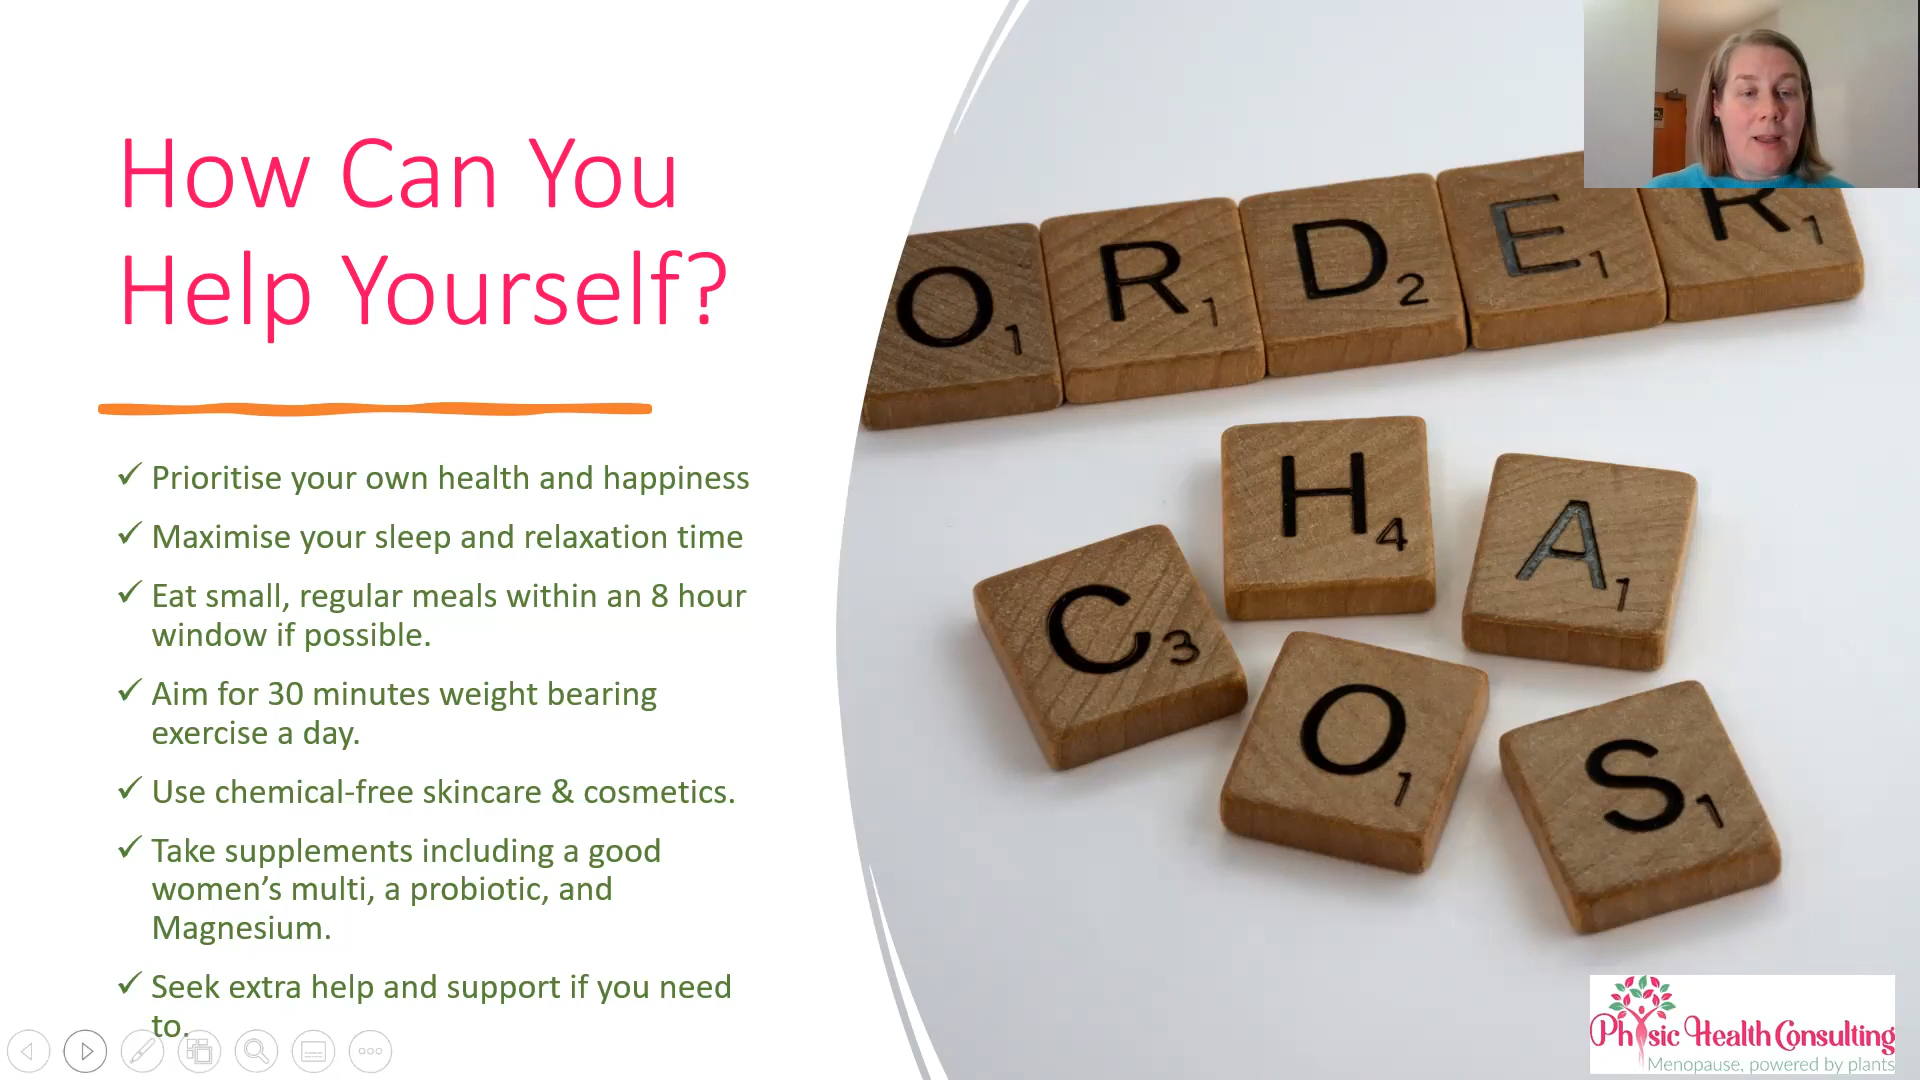 How Can You
Help Yourself?
✓ Prioritise your own health and happiness
✓ Maximise your sleep and relaxation time
✓ Eat small, regular meals within an 8 hour
window if possible.
✓ Aim for 30 minutes weight bearing
exercise a day.
✓ Use chemical-free skincare & cosmetics.
✓ Take supplements including a good
women’s multi, a probiotic, and
Magnesium.
✓ Seek extra help and support if you need
to.
O1 R1 D2 E1 R1
H4 A1
C3 O1 S1
Physic Health Consulting
Menopause, powered by plants